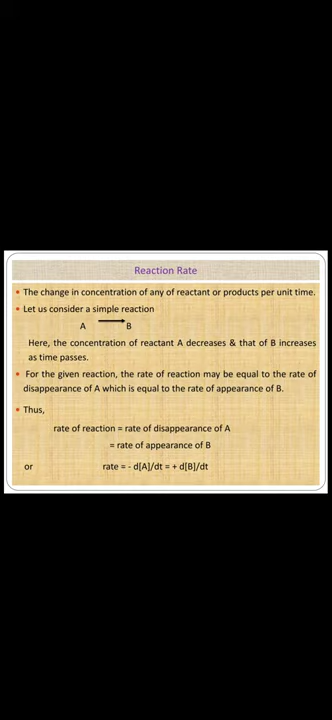 Reaction Rate
• The change in concentration of any of reactant or products per unit time.
• Let us consider a simple reaction
A ⟶ B
Here, the concentration of reactant A decreases & that of B increases
as time passes.
• For the given reaction, the rate of reaction may be equal to the rate of
disappearance of A which is equal to the rate of appearance of B.
• Thus,
rate of reaction = rate of disappearance of A
= rate of appearance of B
or rate = - d[A]/dt = + d[B]/dt